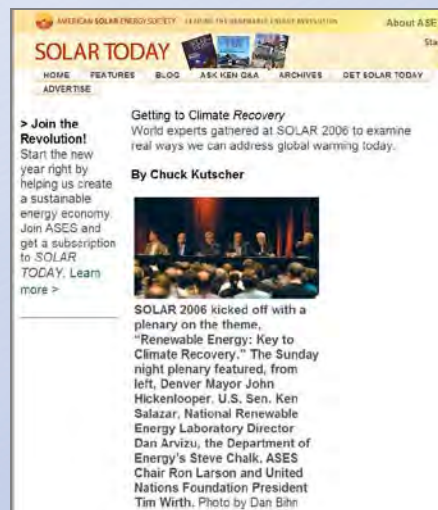 AMERICAN SOLAR ENERGY SOCIETY LEADING THE RENEWABLE ENERGY REVOLUTION
About ASE
SOLAR TODAY
Sta
HOME FEATURES BLOG ASK KEN Q&A ARCHIVES GET SOLAR TODAY
ADVERTISE
> Join the
Revolution!
Start the new
year right by
helping us create
a sustainable
energy economy.
Join ASES and
get a subscription
to SOLAR
TODAY. Learn
more >
Getting to Climate Recovery
World experts gathered at SOLAR 2006 to examine
real ways we can address global warming today.
By Chuck Kutscher
SOLAR 2006 kicked off with a
plenary on the theme,
“Renewable Energy: Key to
Climate Recovery.” The Sunday
night plenary featured, from
left, Denver Mayor John
Hickenlooper, U.S. Sen. Ken
Salazar, National Renewable
Energy Laboratory Director
Dan Arvizu, the Department of
Energy's Steve Chalk, ASES
Chair Ron Larson and United
Nations Foundation President
Tim Wirth. Photo by Dan Bihn